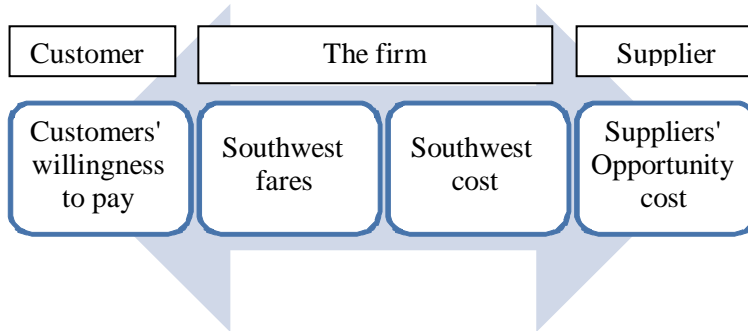 Customer
The firm
Supplier
Customers'
willingness
to pay
Southwest
fares
Southwest
cost
Suppliers'
Opportunity
cost